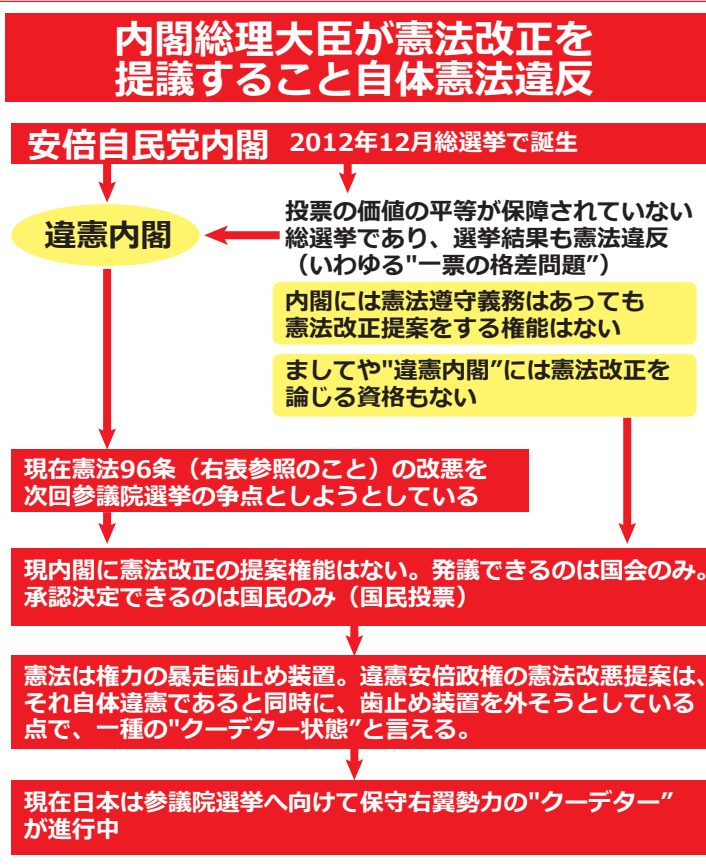 内閣総理大臣が憲法改正を
提議すること自体憲法違反
安倍自民党内閣 2012年12月総選挙で誕生
違憲内閣
投票の価値の平等が保障されていない
総選挙であり、選挙結果も憲法違反
（いわゆる"一票の格差問題"）
内閣には憲法遵守義務はあっても
憲法改正提案をする権能はない
ましてや"違憲内閣"には憲法改正を
論じる資格もない
現在憲法96条（右表参照のこと）の改悪を
次回参議院選挙の争点としようとしている
現内閣に憲法改正の提案権能はない。発議できるのは国会のみ。
承認決定できるのは国民のみ（国民投票）
憲法は権力の暴走歯止め装置。違憲安倍政権の憲法改悪提案は、
それ自体違憲であると同時に、歯止め装置を外そうとしている
点で、一種の"クーデター状態"と言える。
現在日本は参議院選挙へ向けて保守右翼勢力の"クーデター"
が進行中